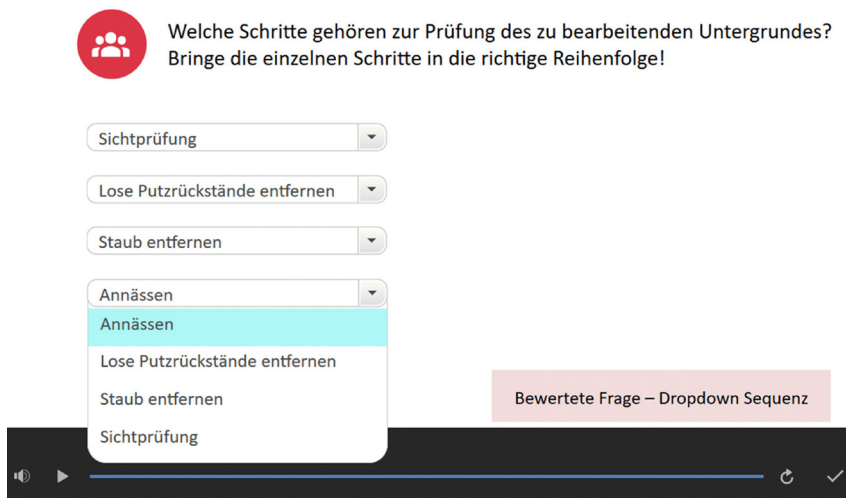 Welche Schritte gehören zur Prüfung des zu bearbeitenden Untergrundes?
Bringe die einzelnen Schritte in die richtige Reihenfolge!
Sichtprüfung
Lose Putzrückstände entfernen
Staub entfernen
Annässen
Annässen
Lose Putzrückstände entfernen
Staub entfernen
Sichtprüfung
Bewertete Frage – Dropdown Sequenz